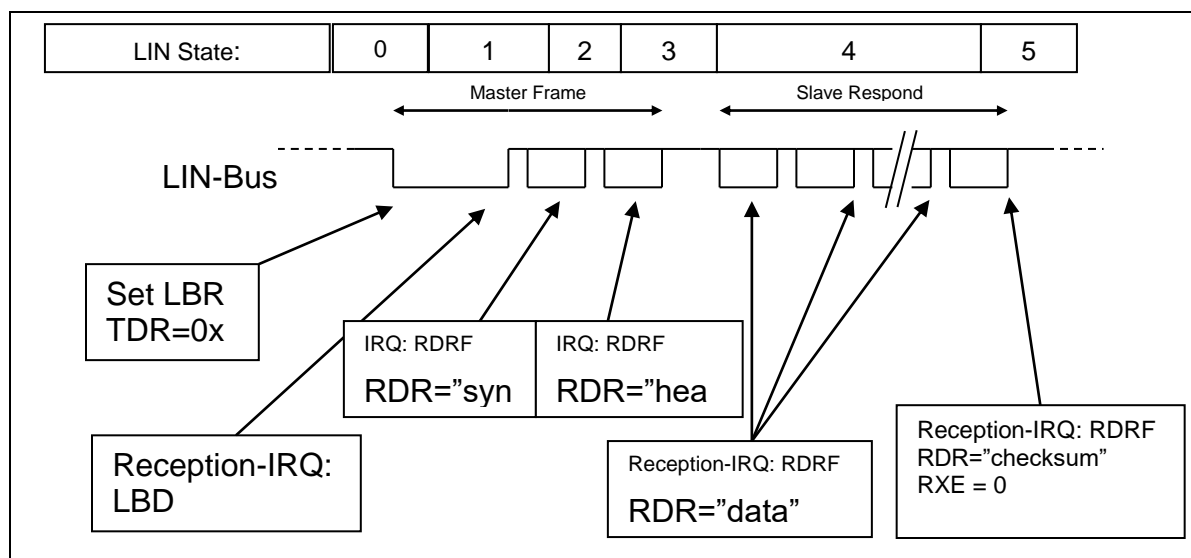 LIN State: 0 1 2 3 4 5
Master Frame Slave Respond
LIN-Bus
Set LBR
TDR=0x
IRQ: RDRF
RDR=”syn
IRQ: RDRF
RDR=”hea
Reception-IRQ:
LBD
Reception-IRQ: RDRF
RDR=”data”
Reception-IRQ: RDRF
RDR=”checksum”
RXE = 0